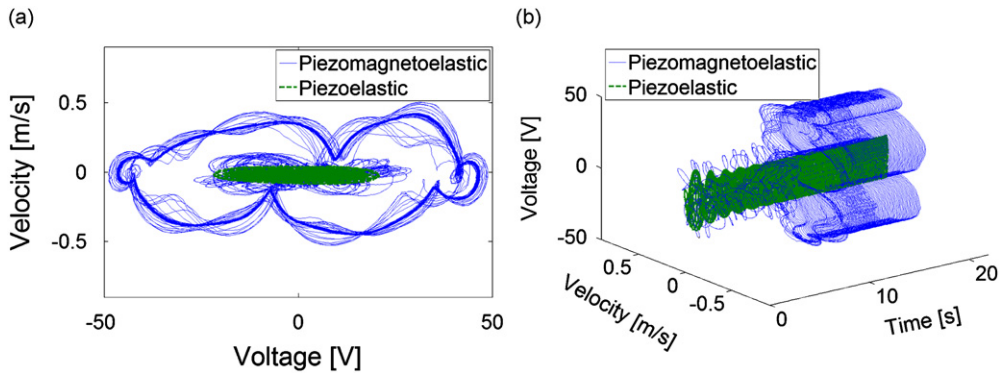 (a)
Piezomagnetoelastic
Piezoelastic
Velocity [m/s]
0.5
0
-0.5
-50
0
50
Voltage [V]
(b)
Piezomagnetoelastic
Piezoelastic
Voltage [V]
50
0
-50
0.5
0
-0.5
Velocity [m/s]
0
10
20
Time [s]